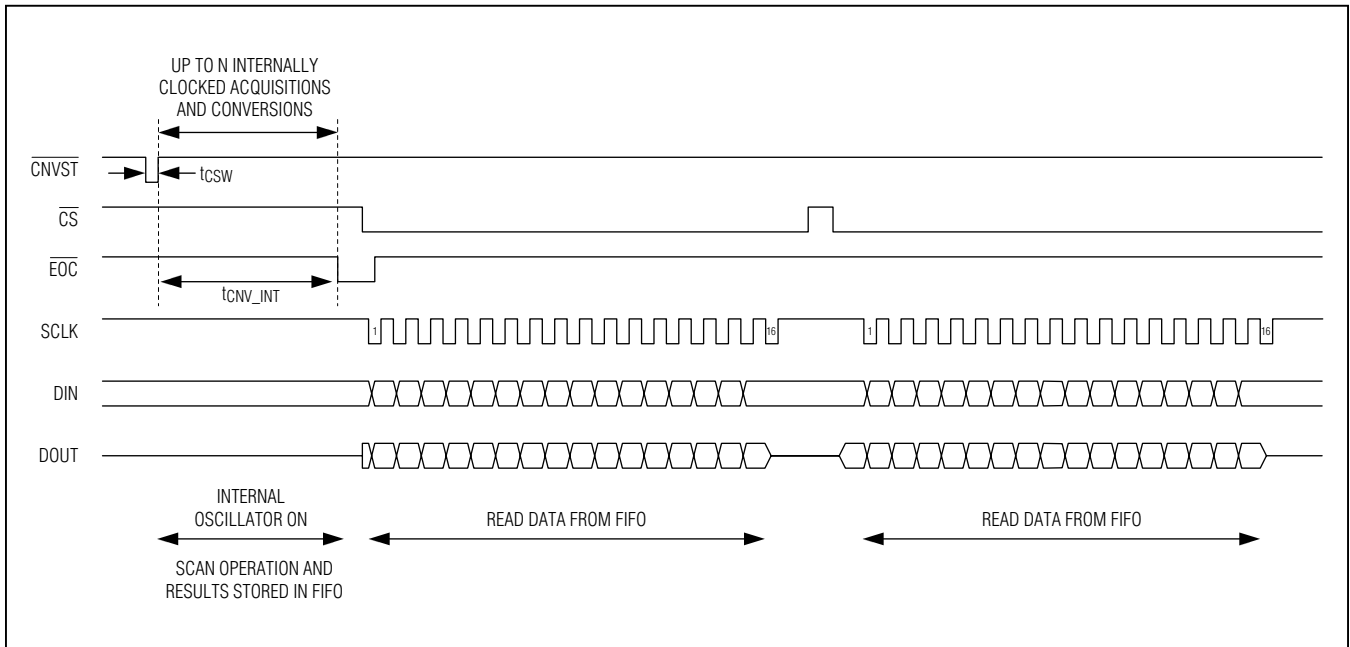 UP TO N INTERNALLY
CLOCKED ACQUISITIONS
AND CONVERSIONS
CNVST
tCSW
CS
EOC
tCNV_INT
SCLK
1
16
1
16
DIN
DOUT
INTERNAL
OSCILLATOR ON
READ DATA FROM FIFO
READ DATA FROM FIFO
SCAN OPERATION AND
RESULTS STORED IN FIFO